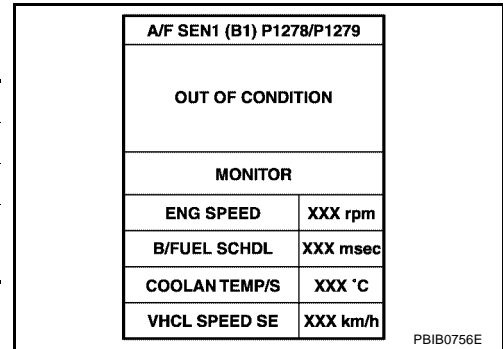 A/F SEN1 (B1) P1278/P1279
OUT OF CONDITION
MONITOR
ENG SPEED XXX rpm
B/FUEL SCHDL XXX msec
COOLAN TEMP/S XXX °C
VHCL SPEED SE XXX km/h
PBIB0756E